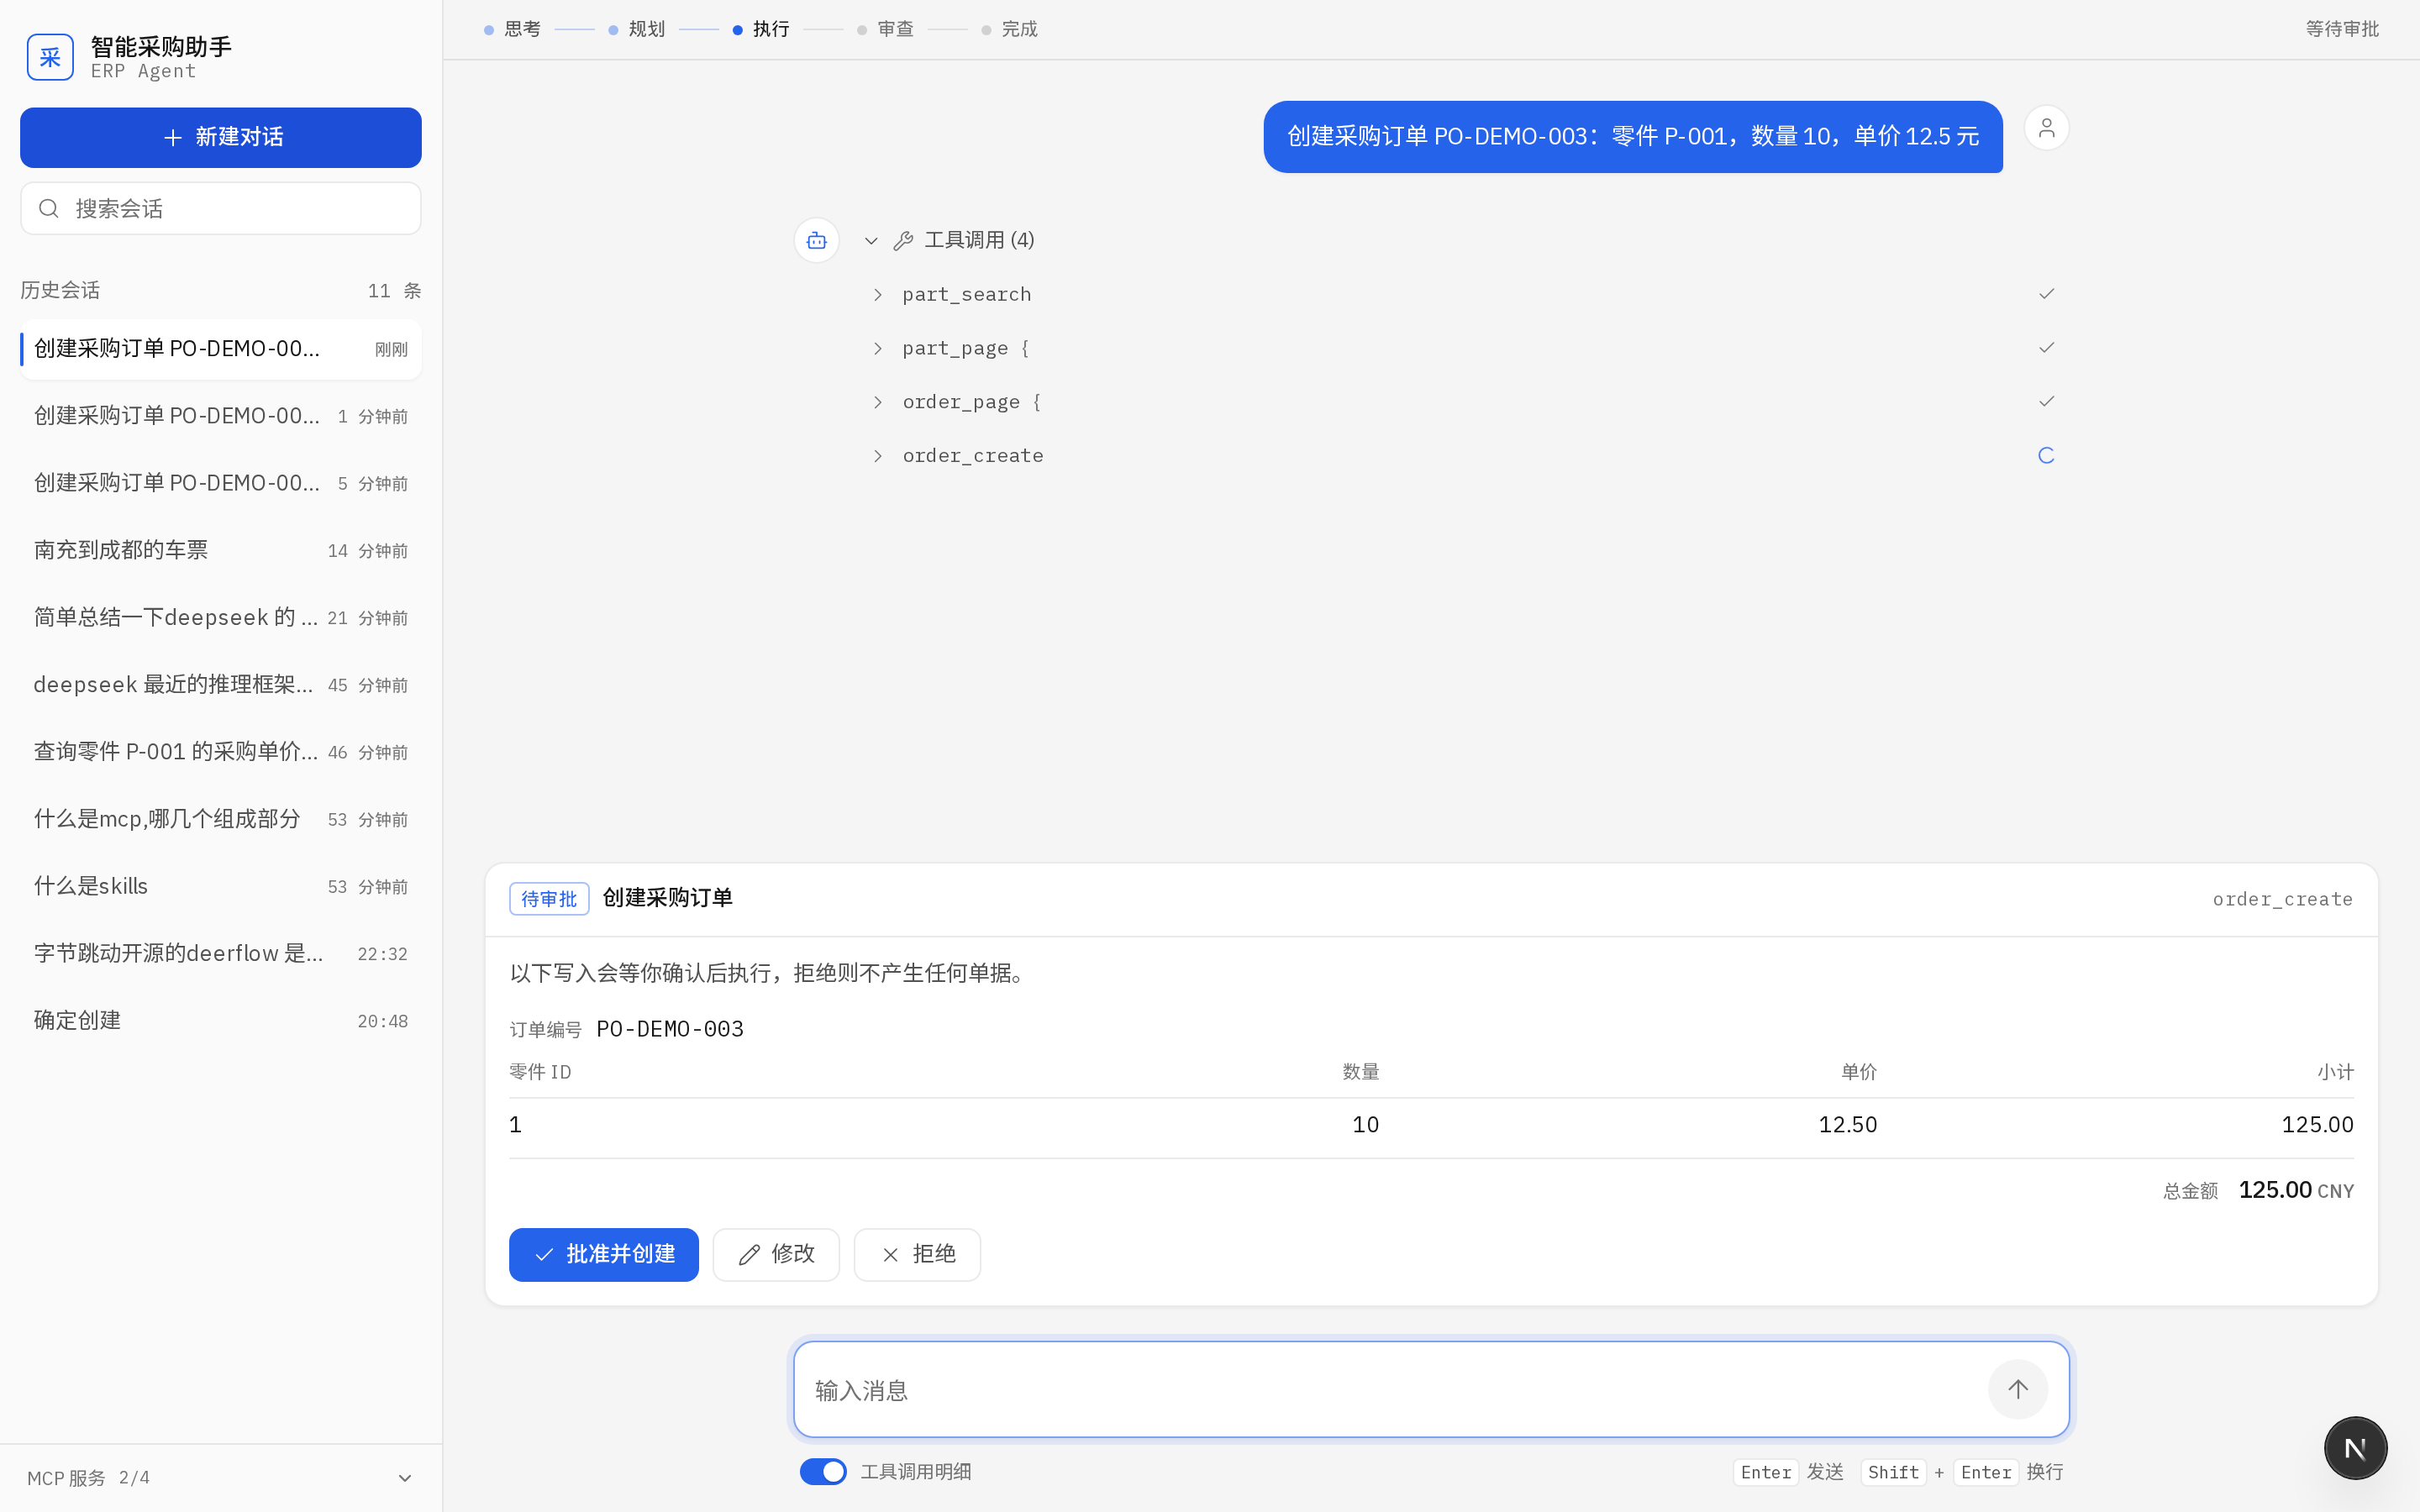 采
智能采购助手
ERP Agent
新建对话
搜索会话
历史会话 11 条
创建采购订单 PO-DEMO-00... 刚刚
创建采购订单 PO-DEMO-00... 1 分钟前
创建采购订单 PO-DEMO-00... 5 分钟前
南充到成都的车票 14 分钟前
简单总结一下deepseek 的 ... 21 分钟前
deepseek 最近的推理框架... 45 分钟前
查询零件 P-001 的采购单价... 46 分钟前
什么是mcp,哪几个组成部分 53 分钟前
什么是skills 53 分钟前
字节跳动开源的deerflow 是... 22:32
确定创建 20:48
MCP 服务 2/4
思考 规划 执行 审查 完成 等待审批
创建采购订单 PO-DEMO-003：零件 P-001，数量 10，单价 12.5 元
工具调用 (4)
part_search
part_page {
order_page {
order_create
待审批 创建采购订单 order_create
以下写入会等你确认后执行，拒绝则不产生任何单据。
订单编号 PO-DEMO-003
零件 ID 数量 单价 小计
1 10 12.50 125.00
总金额 125.00 CNY
批准并创建 修改 拒绝
输入消息
工具调用明细 Enter 发送 Shift + Enter 换行
N